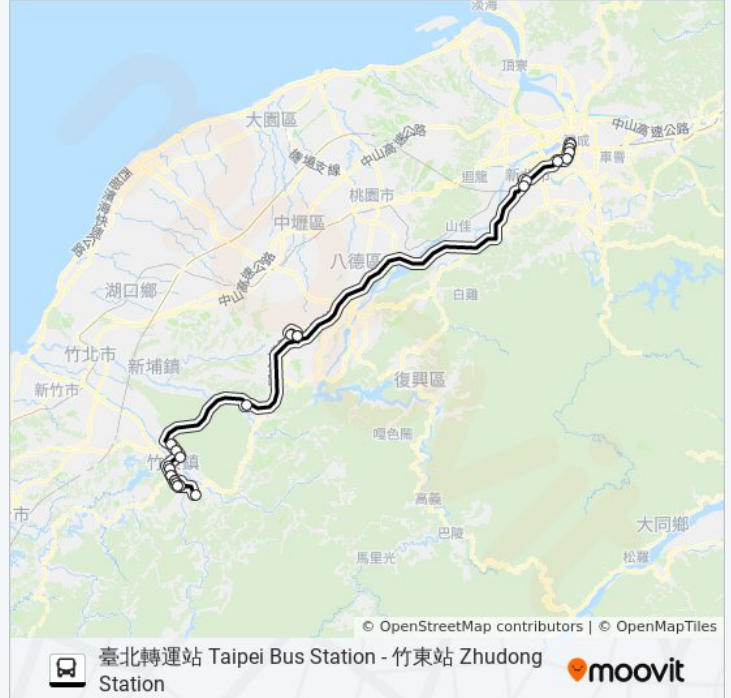 淡海
頂寮
大園區
中山高速公路
中山高速公路
機場支線
車
迴龍
桃園市
西部濱海快速公路
中壢區
山佳
八德區
中山高速公路
湖口鄉
白雞
竹北市
新埔鎮
新竹市
復興區
嘎色鬧
竹 鎮
高義
市
大同鄉
巴陵
馬里光
松羅
© OpenStreetMap contributors | © OpenMapTiles
臺北轉運站 Taipei Bus Station - 竹東站 Zhudong
Station
moovit